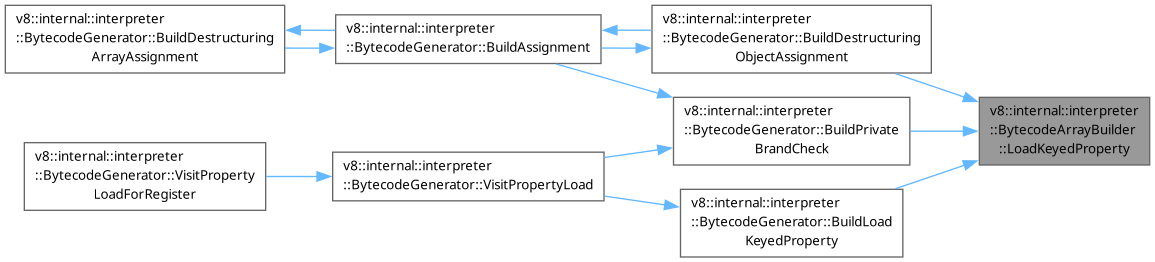 v8::internal::interpreter
::BytecodeGenerator::BuildDestructuring
ArrayAssignment
v8::internal::interpreter
::BytecodeGenerator::BuildAssignment
v8::internal::interpreter
::BytecodeGenerator::BuildDestructuring
ObjectAssignment
v8::internal::interpreter
::BytecodeGenerator::BuildPrivate
BrandCheck
v8::internal::interpreter
::BytecodeArrayBuilder
::LoadKeyedProperty
v8::internal::interpreter
::BytecodeGenerator::VisitProperty
LoadForRegister
v8::internal::interpreter
::BytecodeGenerator::VisitPropertyLoad
v8::internal::interpreter
::BytecodeGenerator::BuildLoad
KeyedProperty